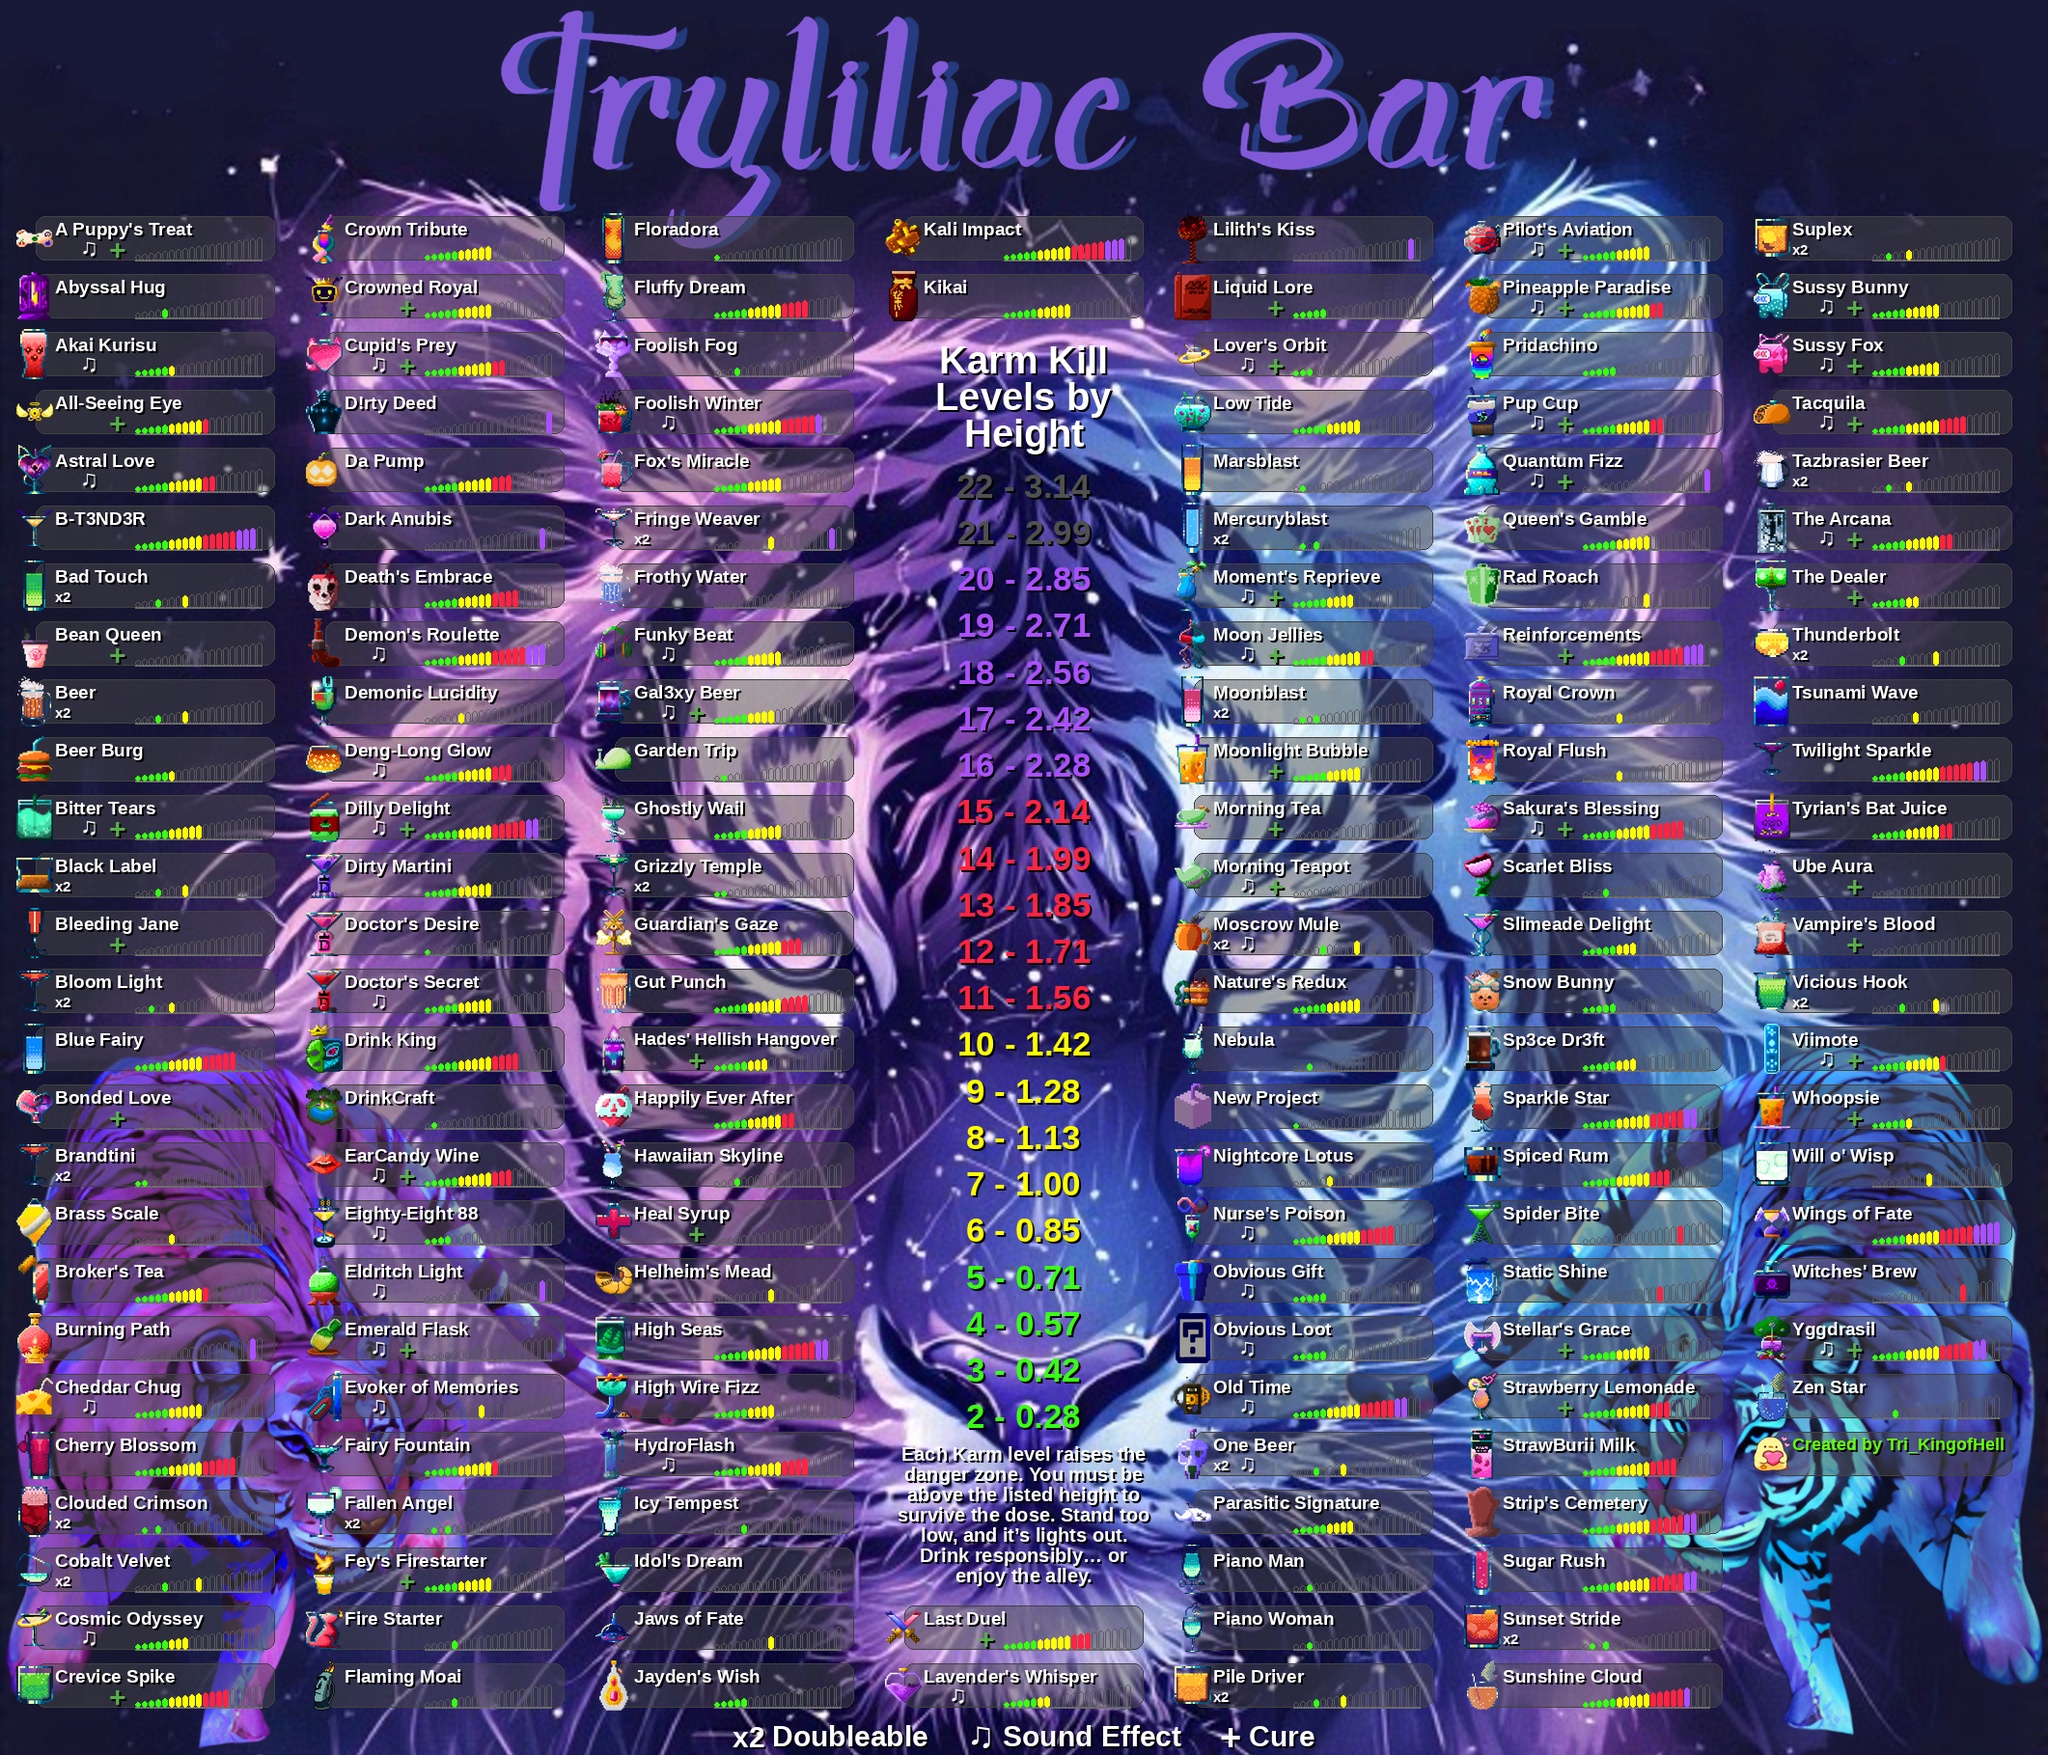 Tryliliac Bar
A Puppy's Treat
♫ +
Abyssal Hug
Akai Kurisu
♫
All-Seeing Eye
+
Astral Love
♫
B-T3ND3R
Bad Touch
x2
Bean Queen
+
Beer
x2
Beer Burg
Bitter Tears
♫ +
Black Label
x2
Bleeding Jane
+
Bloom Light
x2
Blue Fairy
Bonded Love
+
Brandtini
x2
Brass Scale
Broker's Tea
Burning Path
Cheddar Chug
♫
Cherry Blossom
Clouded Crimson
x2
Cobalt Velvet
x2
Cosmic Odyssey
♫
Crevice Spike
+
Crown Tribute
Crowned Royal
+
Cupid's Prey
♫ +
D!rty Deed
Da Pump
Dark Anubis
Death's Embrace
Demon's Roulette
♫
Demonic Lucidity
Deng-Long Glow
♫
Dilly Delight
♫ +
Dirty Martini
Doctor's Desire
Doctor's Secret
♫
Drink King
DrinkCraft
EarCandy Wine
♫ +
Eighty-Eight 88
♫
Eldritch Light
♫
Emerald Flask
♫ +
Evoker of Memories
♫
Fairy Fountain
Fallen Angel
x2
Fey's Firestarter
+
Fire Starter
Flaming Moai
Floradora
Fluffy Dream
Foolish Fog
Foolish Winter
♫
Fox's Miracle
Fringe Weaver
x2
Frothy Water
Funky Beat
♫
Gal3xy Beer
♫ +
Garden Trip
Ghostly Wail
Grizzly Temple
x2
Guardian's Gaze
Gut Punch
Hades' Hellish Hangover
+
Happily Ever After
Hawaiian Skyline
Heal Syrup
+
Helheim's Mead
High Seas
High Wire Fizz
HydroFlash
♫
Icy Tempest
Idol's Dream
Jaws of Fate
Jayden's Wish
Kali Impact
Kikai
Karm Kill
Levels by
Height
22 - 3.14
21 - 2.99
20 - 2.85
19 - 2.71
18 - 2.56
17 - 2.42
16 - 2.28
15 - 2.14
14 - 1.99
13 - 1.85
12 - 1.71
11 - 1.56
10 - 1.42
9 - 1.28
8 - 1.13
7 - 1.00
6 - 0.85
5 - 0.71
4 - 0.57
3 - 0.42
2 - 0.28
Each Karm level raises the
danger zone. You must be
above the listed height to
survive the dose. Stand too
low, and it's lights out.
Drink responsibly... or
enjoy the alley.
Last Duel
+
Lavender's Whisper
♫
Lilith's Kiss
Liquid Lore
+
Lover's Orbit
♫ +
Low Tide
Marsblast
Mercuryblast
x2
Moment's Reprieve
♫ +
Moon Jellies
♫ +
Moonblast
x2
Moonlight Bubble
+
Morning Tea
+
Morning Teapot
♫ +
Moscrow Mule
x2 ♫
Nature's Redux
Nebula
New Project
Nightcore Lotus
Nurse's Poison
♫
Obvious Gift
♫
Obvious Loot
♫
Old Time
♫
One Beer
x2 ♫
Parasitic Signature
Piano Man
Piano Woman
Pile Driver
x2
Pilot's Aviation
♫ +
Pineapple Paradise
♫ +
Pridachino
Pup Cup
♫ +
Quantum Fizz
♫ +
Queen's Gamble
Rad Roach
Reinforcements
+
Royal Crown
Royal Flush
Sakura's Blessing
♫ +
Scarlet Bliss
Slimeade Delight
Snow Bunny
Sp3ce Dr3ft
Sparkle Star
Spiced Rum
Spider Bite
Static Shine
Stellar's Grace
+
Strawberry Lemonade
+
StrawBurii Milk
Strip's Cemetery
Sugar Rush
Sunset Stride
x2
Sunshine Cloud
Suplex
x2
Sussy Bunny
♫ +
Sussy Fox
♫ +
Tacquila
♫ +
Tazbrasier Beer
x2
The Arcana
♫ +
The Dealer
+
Thunderbolt
x2
Tsunami Wave
Twilight Sparkle
Tyrian's Bat Juice
Ube Aura
+
Vampire's Blood
+
Vicious Hook
x2
Viimote
♫ +
Whoopsie
+
Will o' Wisp
Wings of Fate
Witches' Brew
Yggdrasil
♫ +
Zen Star
Created by Tri_KingofHell
x2 Doubleable ♫ Sound Effect + Cure